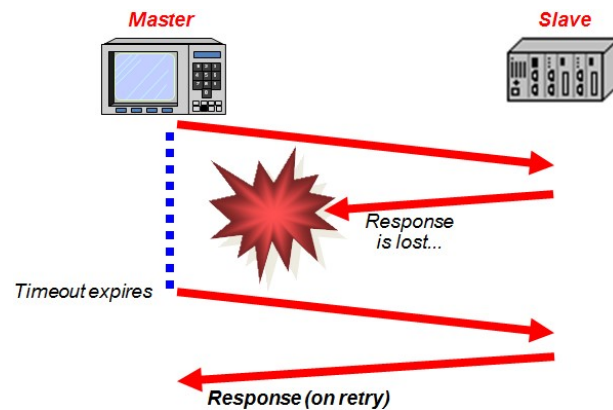 Master
Slave
Response
is lost...
Timeout expires
Response (on retry)